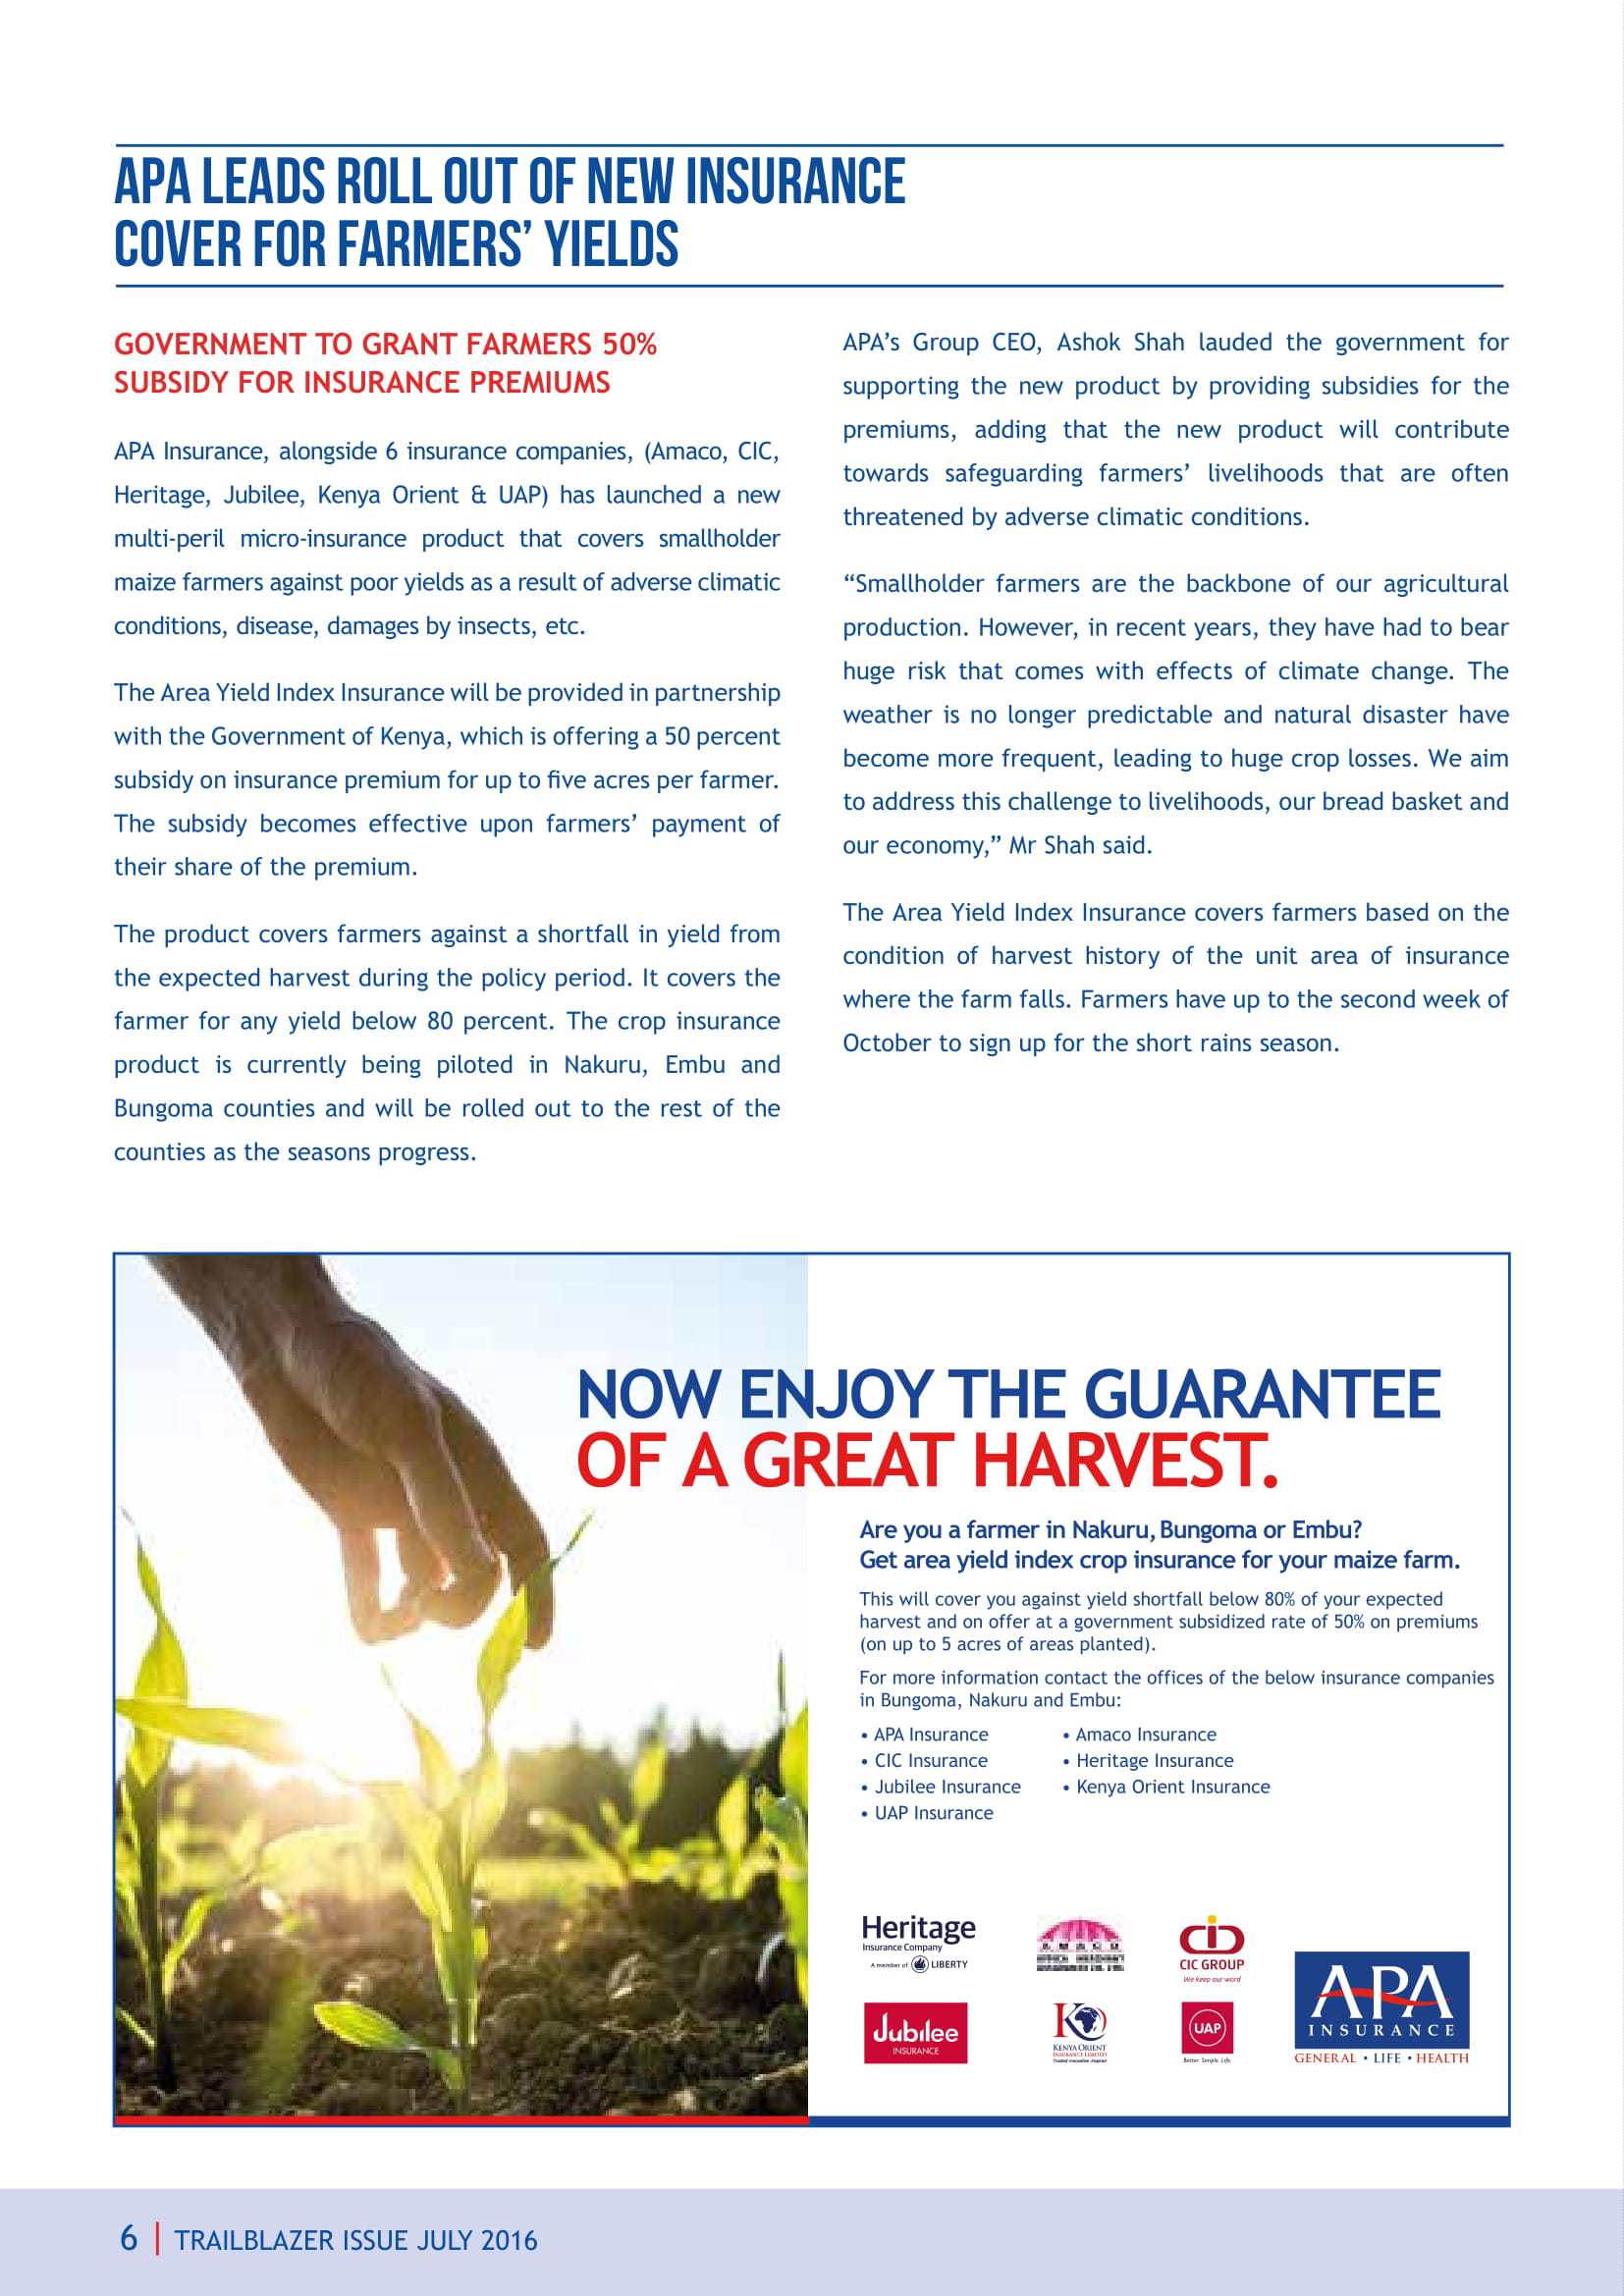 APA LEADS ROLL OUT OF NEW INSURANCE
COVER FOR FARMERS’ YIELDS
GOVERNMENT TO GRANT FARMERS 50%
SUBSIDY FOR INSURANCE PREMIUMS
APA Insurance, alongside 6 insurance companies, (Amaco, CIC,
Heritage, Jubilee, Kenya Orient & UAP) has launched a new
multi-peril micro-insurance product that covers smallholder
maize farmers against poor yields as a result of adverse climatic
conditions, disease, damages by insects, etc.
The Area Yield Index Insurance will be provided in partnership
with the Government of Kenya, which is offering a 50 percent
subsidy on insurance premium for up to five acres per farmer.
The subsidy becomes effective upon farmers’ payment of
their share of the premium.
The product covers farmers against a shortfall in yield from
the expected harvest during the policy period. It covers the
farmer for any yield below 80 percent. The crop insurance
product is currently being piloted in Nakuru, Embu and
Bungoma counties and will be rolled out to the rest of the
counties as the seasons progress.
APA’s Group CEO, Ashok Shah lauded the government for
supporting the new product by providing subsidies for the
premiums, adding that the new product will contribute
towards safeguarding farmers’ livelihoods that are often
threatened by adverse climatic conditions.
“Smallholder farmers are the backbone of our agricultural
production. However, in recent years, they have had to bear
huge risk that comes with effects of climate change. The
weather is no longer predictable and natural disaster have
become more frequent, leading to huge crop losses. We aim
to address this challenge to livelihoods, our bread basket and
our economy,” Mr Shah said.
The Area Yield Index Insurance covers farmers based on the
condition of harvest history of the unit area of insurance
where the farm falls. Farmers have up to the second week of
October to sign up for the short rains season.
NOW ENJOY THE GUARANTEE
OF A GREAT HARVEST.
Are you a farmer in Nakuru, Bungoma or Embu?
Get area yield index crop insurance for your maize farm.
This will cover you against yield shortfall below 80% of your expected
harvest and on offer at a government subsidized rate of 50% on premiums
(on up to 5 acres of areas planted).
For more information contact the offices of the below insurance companies
in Bungoma, Nakuru and Embu:
• APA Insurance
• CIC Insurance
• Jubilee Insurance
• UAP Insurance
• Amaco Insurance
• Heritage Insurance
• Kenya Orient Insurance
Heritage
Insurance Company
A member of LIBERTY
CIC GROUP
We keep our word
Jubilee
INSURANCE
KENYA ORIENT
INSURANCE LIMITED
UAP
Better. Simple. Life.
APA
INSURANCE
GENERAL • LIFE • HEALTH
6 | TRAILBLAZER ISSUE JULY 2016